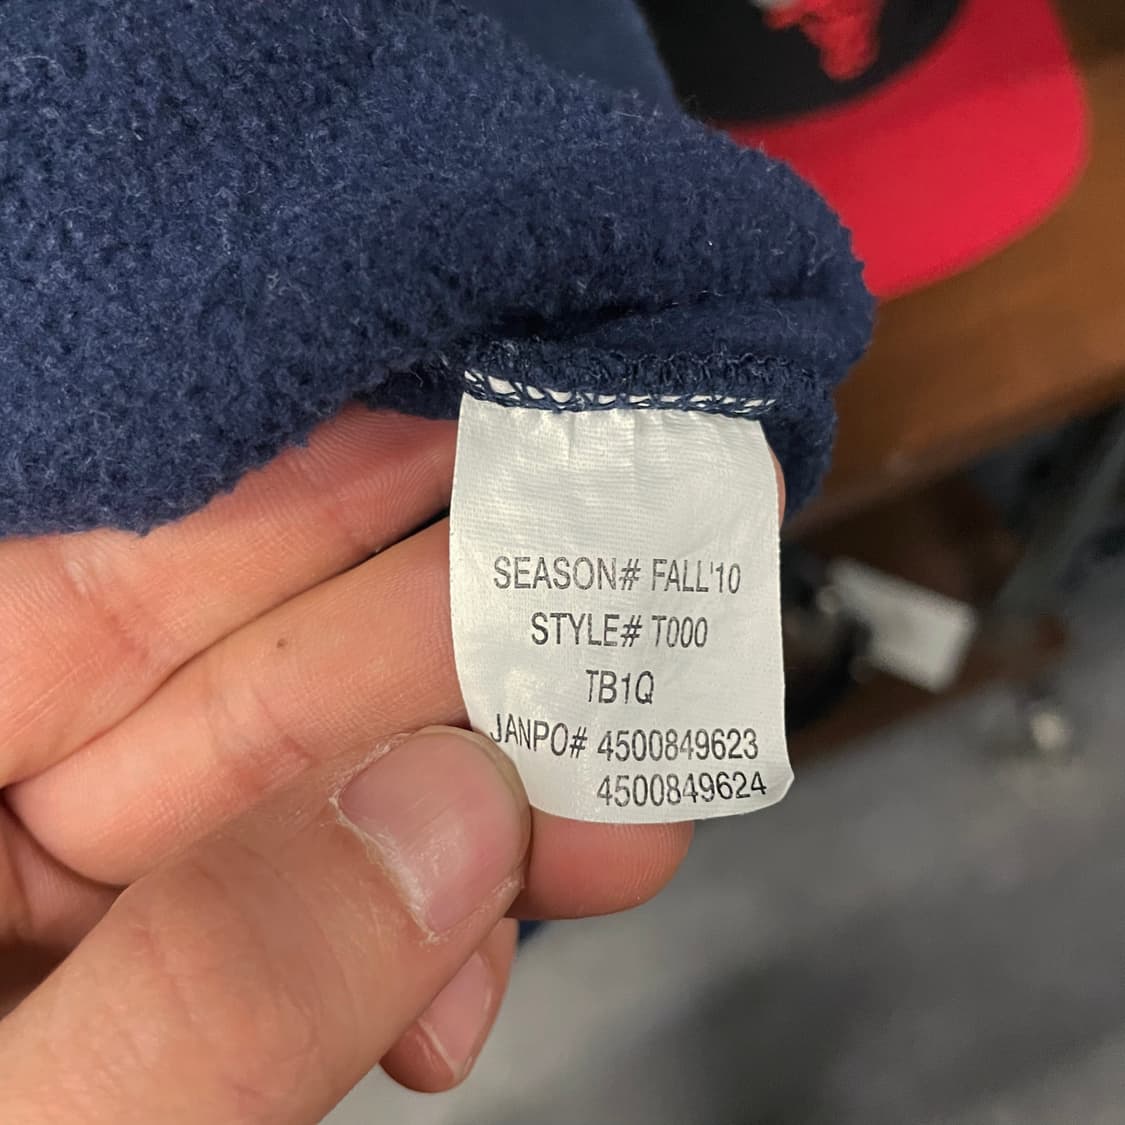 SEASON# FALL'10
STYLE# T000
TB1Q
JANPO# 4500849623
4500849624